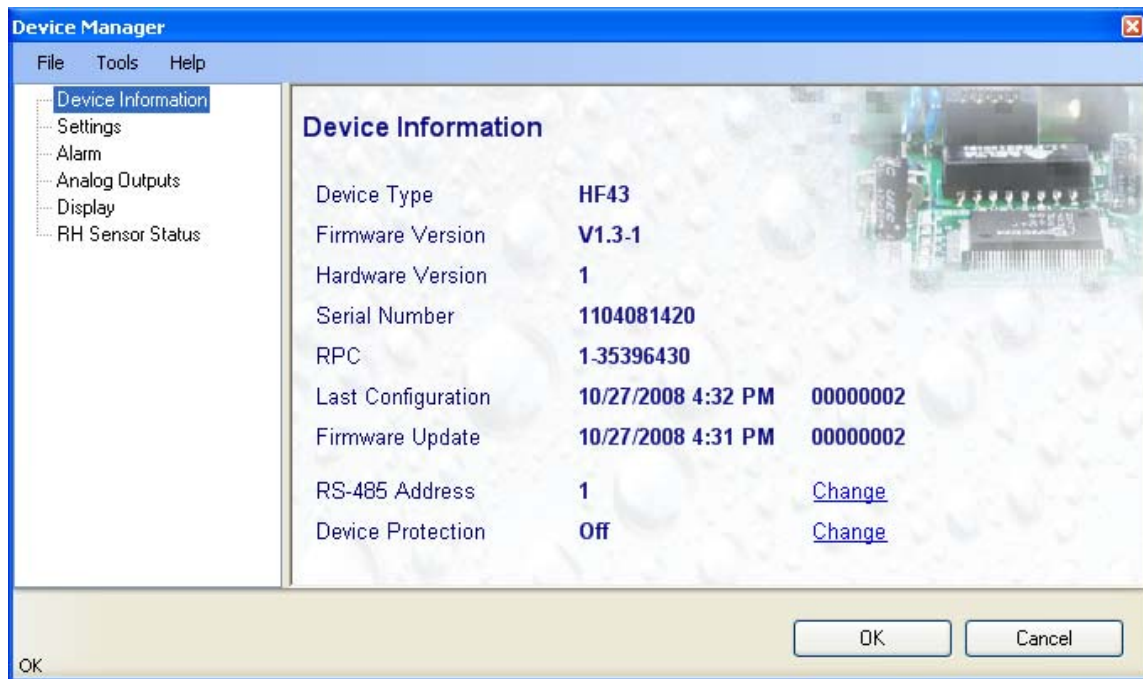 Device Manager
File Tools Help
Device Information
Settings
Alarm
Analog Outputs
Display
RH Sensor Status
Device Information
Device Type HF43
Firmware Version V1.3-1
Hardware Version 1
Serial Number 1104081420
RPC 1-35396430
Last Configuration 10/27/2008 4:32 PM 00000002
Firmware Update 10/27/2008 4:31 PM 00000002
RS-485 Address 1 Change
Device Protection Off Change
OK Cancel
OK